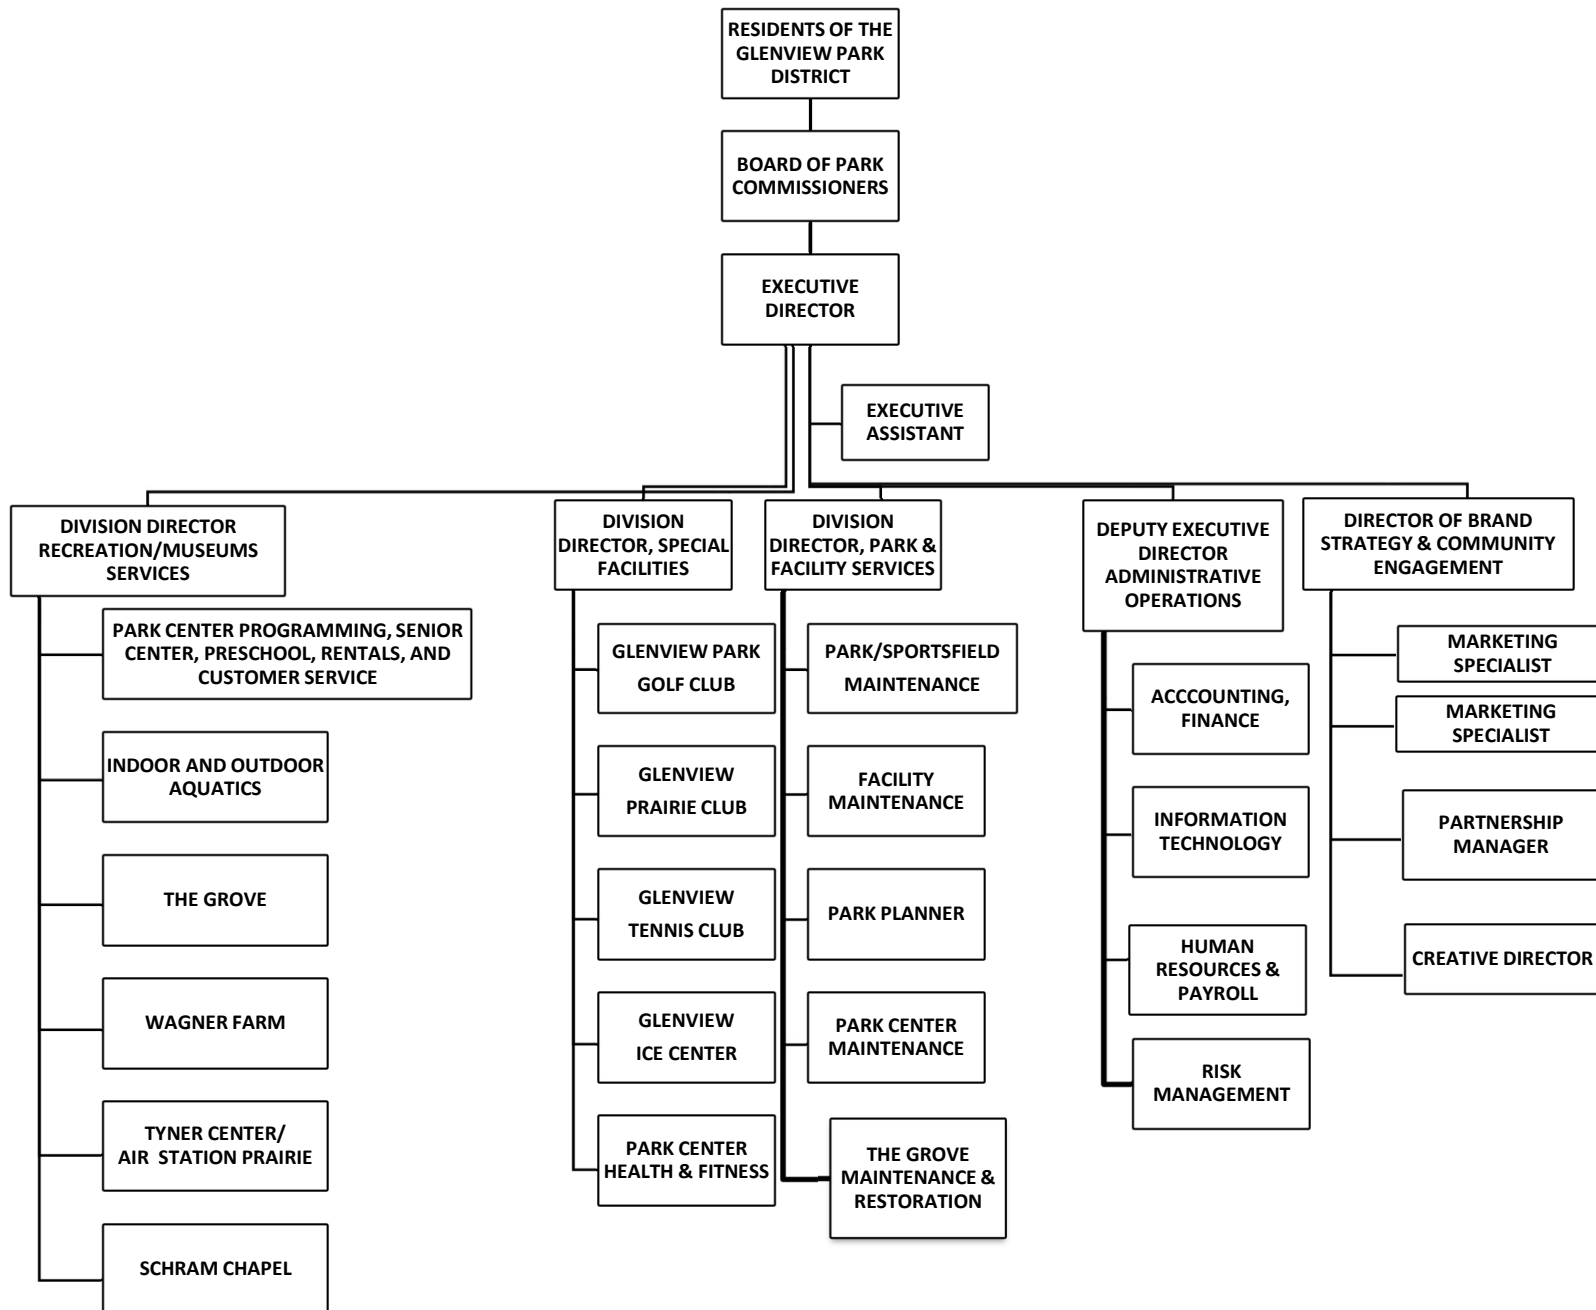 RESIDENTS OF THE
GLENVIEW PARK
DISTRICT
BOARD OF PARK
COMMISSIONERS
EXECUTIVE
DIRECTOR
EXECUTIVE
ASSISTANT
DIVISION DIRECTOR
RECREATION/MUSEUMS
SERVICES
PARK CENTER PROGRAMMING, SENIOR
CENTER, PRESCHOOL, RENTALS, AND
CUSTOMER SERVICE
INDOOR AND OUTDOOR
AQUATICS
THE GROVE
WAGNER FARM
TYNER CENTER/
AIR STATION PRAIRIE
SCHRAM CHAPEL
DIVISION
DIRECTOR, SPECIAL
FACILITIES
GLENVIEW PARK
GOLF CLUB
GLENVIEW
PRAIRIE CLUB
GLENVIEW
TENNIS CLUB
GLENVIEW
ICE CENTER
PARK CENTER
HEALTH & FITNESS
DIVISION
DIRECTOR, PARK &
FACILITY SERVICES
PARK/SPORTSFIELD
MAINTENANCE
FACILITY
MAINTENANCE
PARK PLANNER
PARK CENTER
MAINTENANCE
THE GROVE
MAINTENANCE &
RESTORATION
DEPUTY EXECUTIVE
DIRECTOR
ADMINISTRATIVE
OPERATIONS
ACCCOUNTING,
FINANCE
INFORMATION
TECHNOLOGY
HUMAN
RESOURCES &
PAYROLL
RISK
MANAGEMENT
DIRECTOR OF BRAND
STRATEGY & COMMUNITY
ENGAGEMENT
MARKETING
SPECIALIST
MARKETING
SPECIALIST
PARTNERSHIP
MANAGER
CREATIVE DIRECTOR